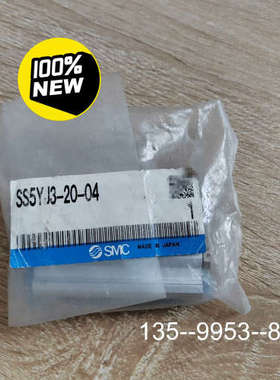 100%
NEW
SS5YJ3-20-04
1
SMC
MADE IN JAPAN
135--9953--8